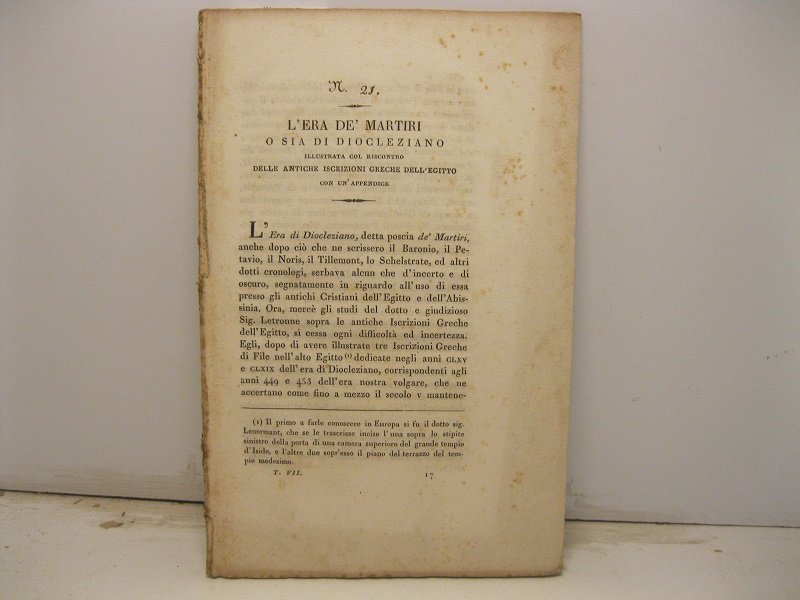 N. 21.
L'ERA DE' MARTIRI
O SIA DI DIOCLEZIANO
ILLUSTRATA COL RISCONTRO
DELLE ANTICHE ISCRIZIONI GRECHE DELL'EGITTO
CON UN' APPENDICE
L' Era di Diocleziano, detta poscia de' Martiri,
anche dopo ciò che ne scrissero il Baronio, il Pe-
tavio, il Noris, il Tillemont, lo Schelstrate, ed altri
dotti cronologi, serbava alcun che d'incerto e di
oscuro, segnatamente in riguardo all'uso di essa
presso gli antichi Cristiani dell'Egitto e dell'Abis-
sinia. Ora, mercè gli studi del dotto e giudizioso
Sig. Letronne sopra le antiche Iscrizioni Greche
dell'Egitto, si cessa ogni difficoltà ed incertezza.
Egli, dopo di avere illustrate tre Iscrizioni Greche
di File nell'alto Egitto (1) dedicate negli anni CLXV
e CLXIX dell'era di Diocleziano, corrispondenti agli
anni 449 e 453 dell'era nostra volgare, che ne
accertano come fino a mezzo il secolo V mantene-
(1) Il primo a farle conoscere in Europa si fu il dotto sig.
Lenormant, che se le trascrisse incise l'una sopra lo stipite
sinistro della porta di una camera superiore del grande tempio
d'Iside, e l'altre due sopr'esso il piano del terrazzo del tem-
pio medesimo.
T. VII. 17